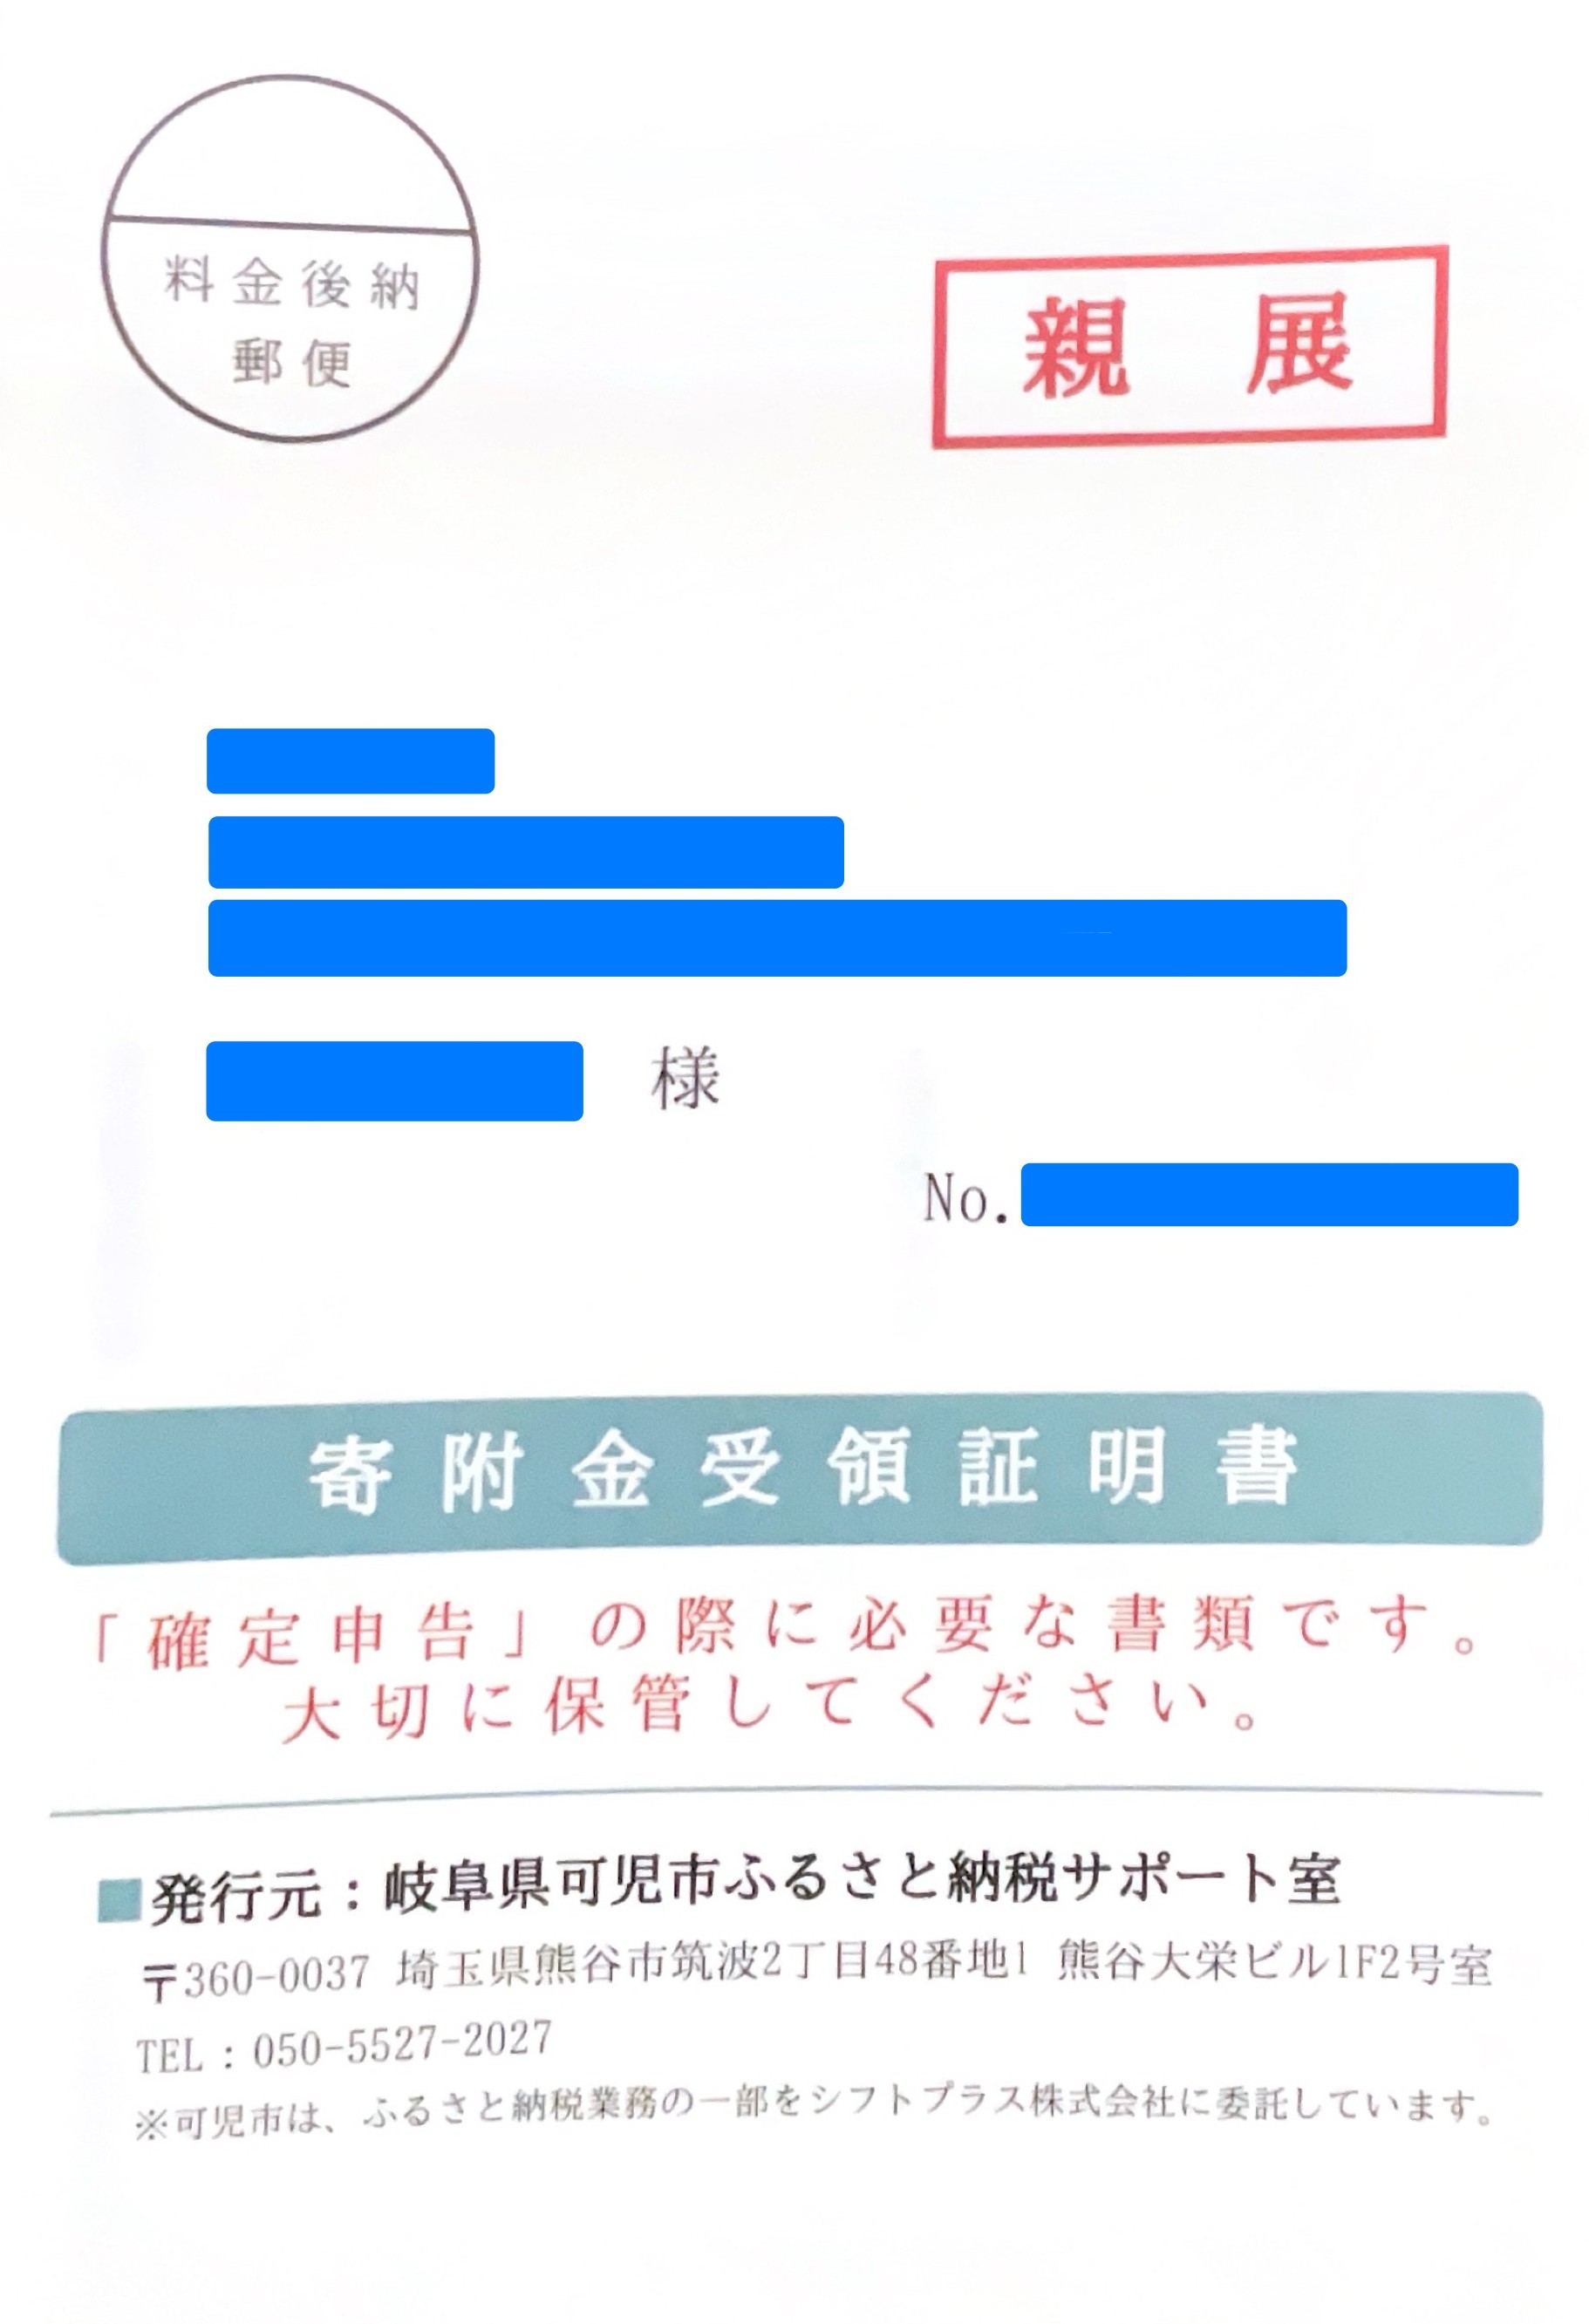 料金後納
郵便
親展
様
No.
寄附金受領証明書
「確定申告」の際に必要な書類です。
大切に保管してください。
■発行元：岐阜県可児市ふるさと納税サポート室
〒360-0037 埼玉県熊谷市筑波2丁目48番地1 熊谷大栄ビル1F2号室
TEL：050-5527-2027
※可児市は、ふるさと納税業務の一部をシフトプラス株式会社に委託しています。